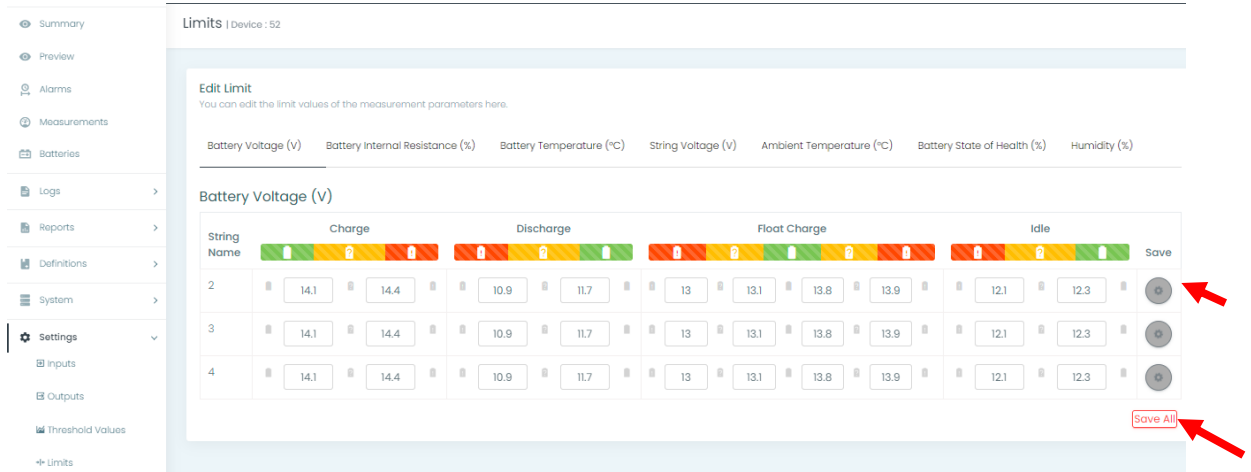 Summary
Preview
Alarms
Measurements
Batteries
Logs
Reports
Definitions
System
Settings
Inputs
Outputs
Threshold Values
Limits
Limits | Device : 52
Edit Limit
You can edit the limit values of the measurement parameters here.
Battery Voltage (V) Battery Internal Resistance (%) Battery Temperature (ºC) String Voltage (V) Ambient Temperature (ºC) Battery State of Health (%) Humidity (%)
Battery Voltage (V)
String Name Charge Discharge Float Charge Idle Save
2 14.1 14.4 10.9 11.7 13 13.1 13.8 13.9 12.1 12.3
3 14.1 14.4 10.9 11.7 13 13.1 13.8 13.9 12.1 12.3
4 14.1 14.4 10.9 11.7 13 13.1 13.8 13.9 12.1 12.3
Save All